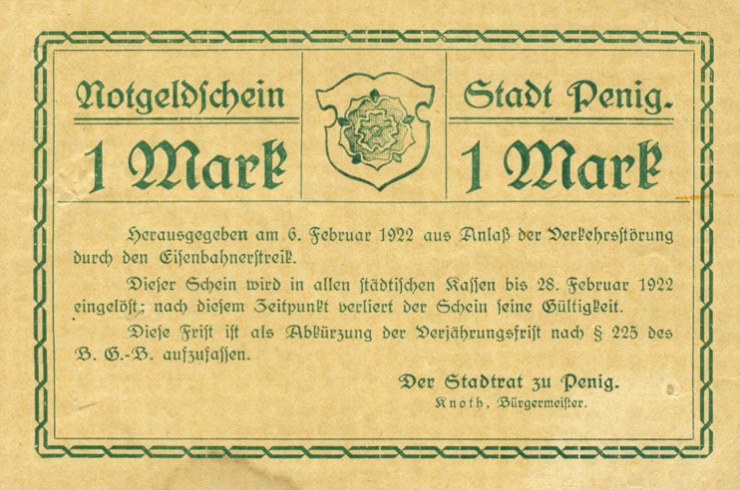 Notgeldschein
1 Mark
Stadt Penig.
1 Mark
Herausgegeben am 6. Februar 1922 aus Anlaß der Verkehrsstörung
durch den Eisenbahnerstreik.
Dieser Schein wird in allen städtischen Kassen bis 28. Februar 1922
eingelöst; nach diesem Zeitpunkt verliert der Schein seine Gültigkeit.
Diese Frist ist als Abkürzung der Verjährungsfrist nach § 225 des
B. G.-B. aufzufassen.
Der Stadtrat zu Penig.
Knoth, Bürgermeister.